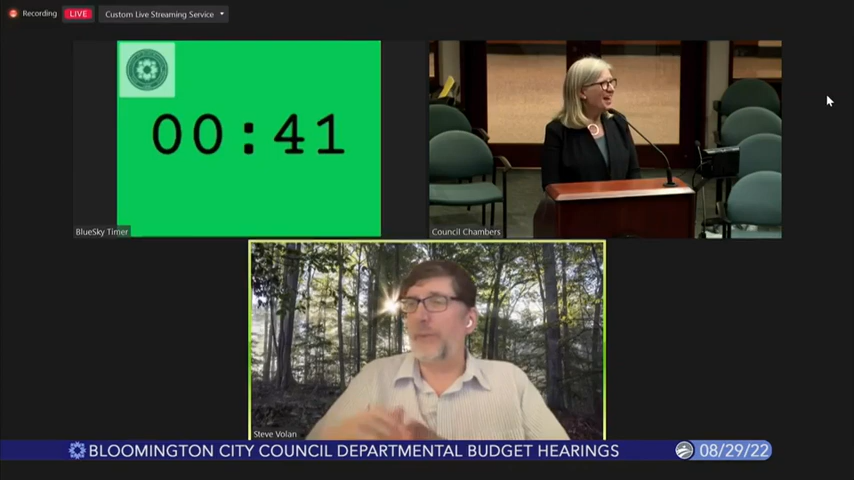 Recording
LIVE
Custom Live Streaming Service
00:41
BlueSky Timer
Council Chambers
Steve Volan
BLOOMINGTON CITY COUNCIL DEPARTMENTAL BUDGET HEARINGS
08/29/22